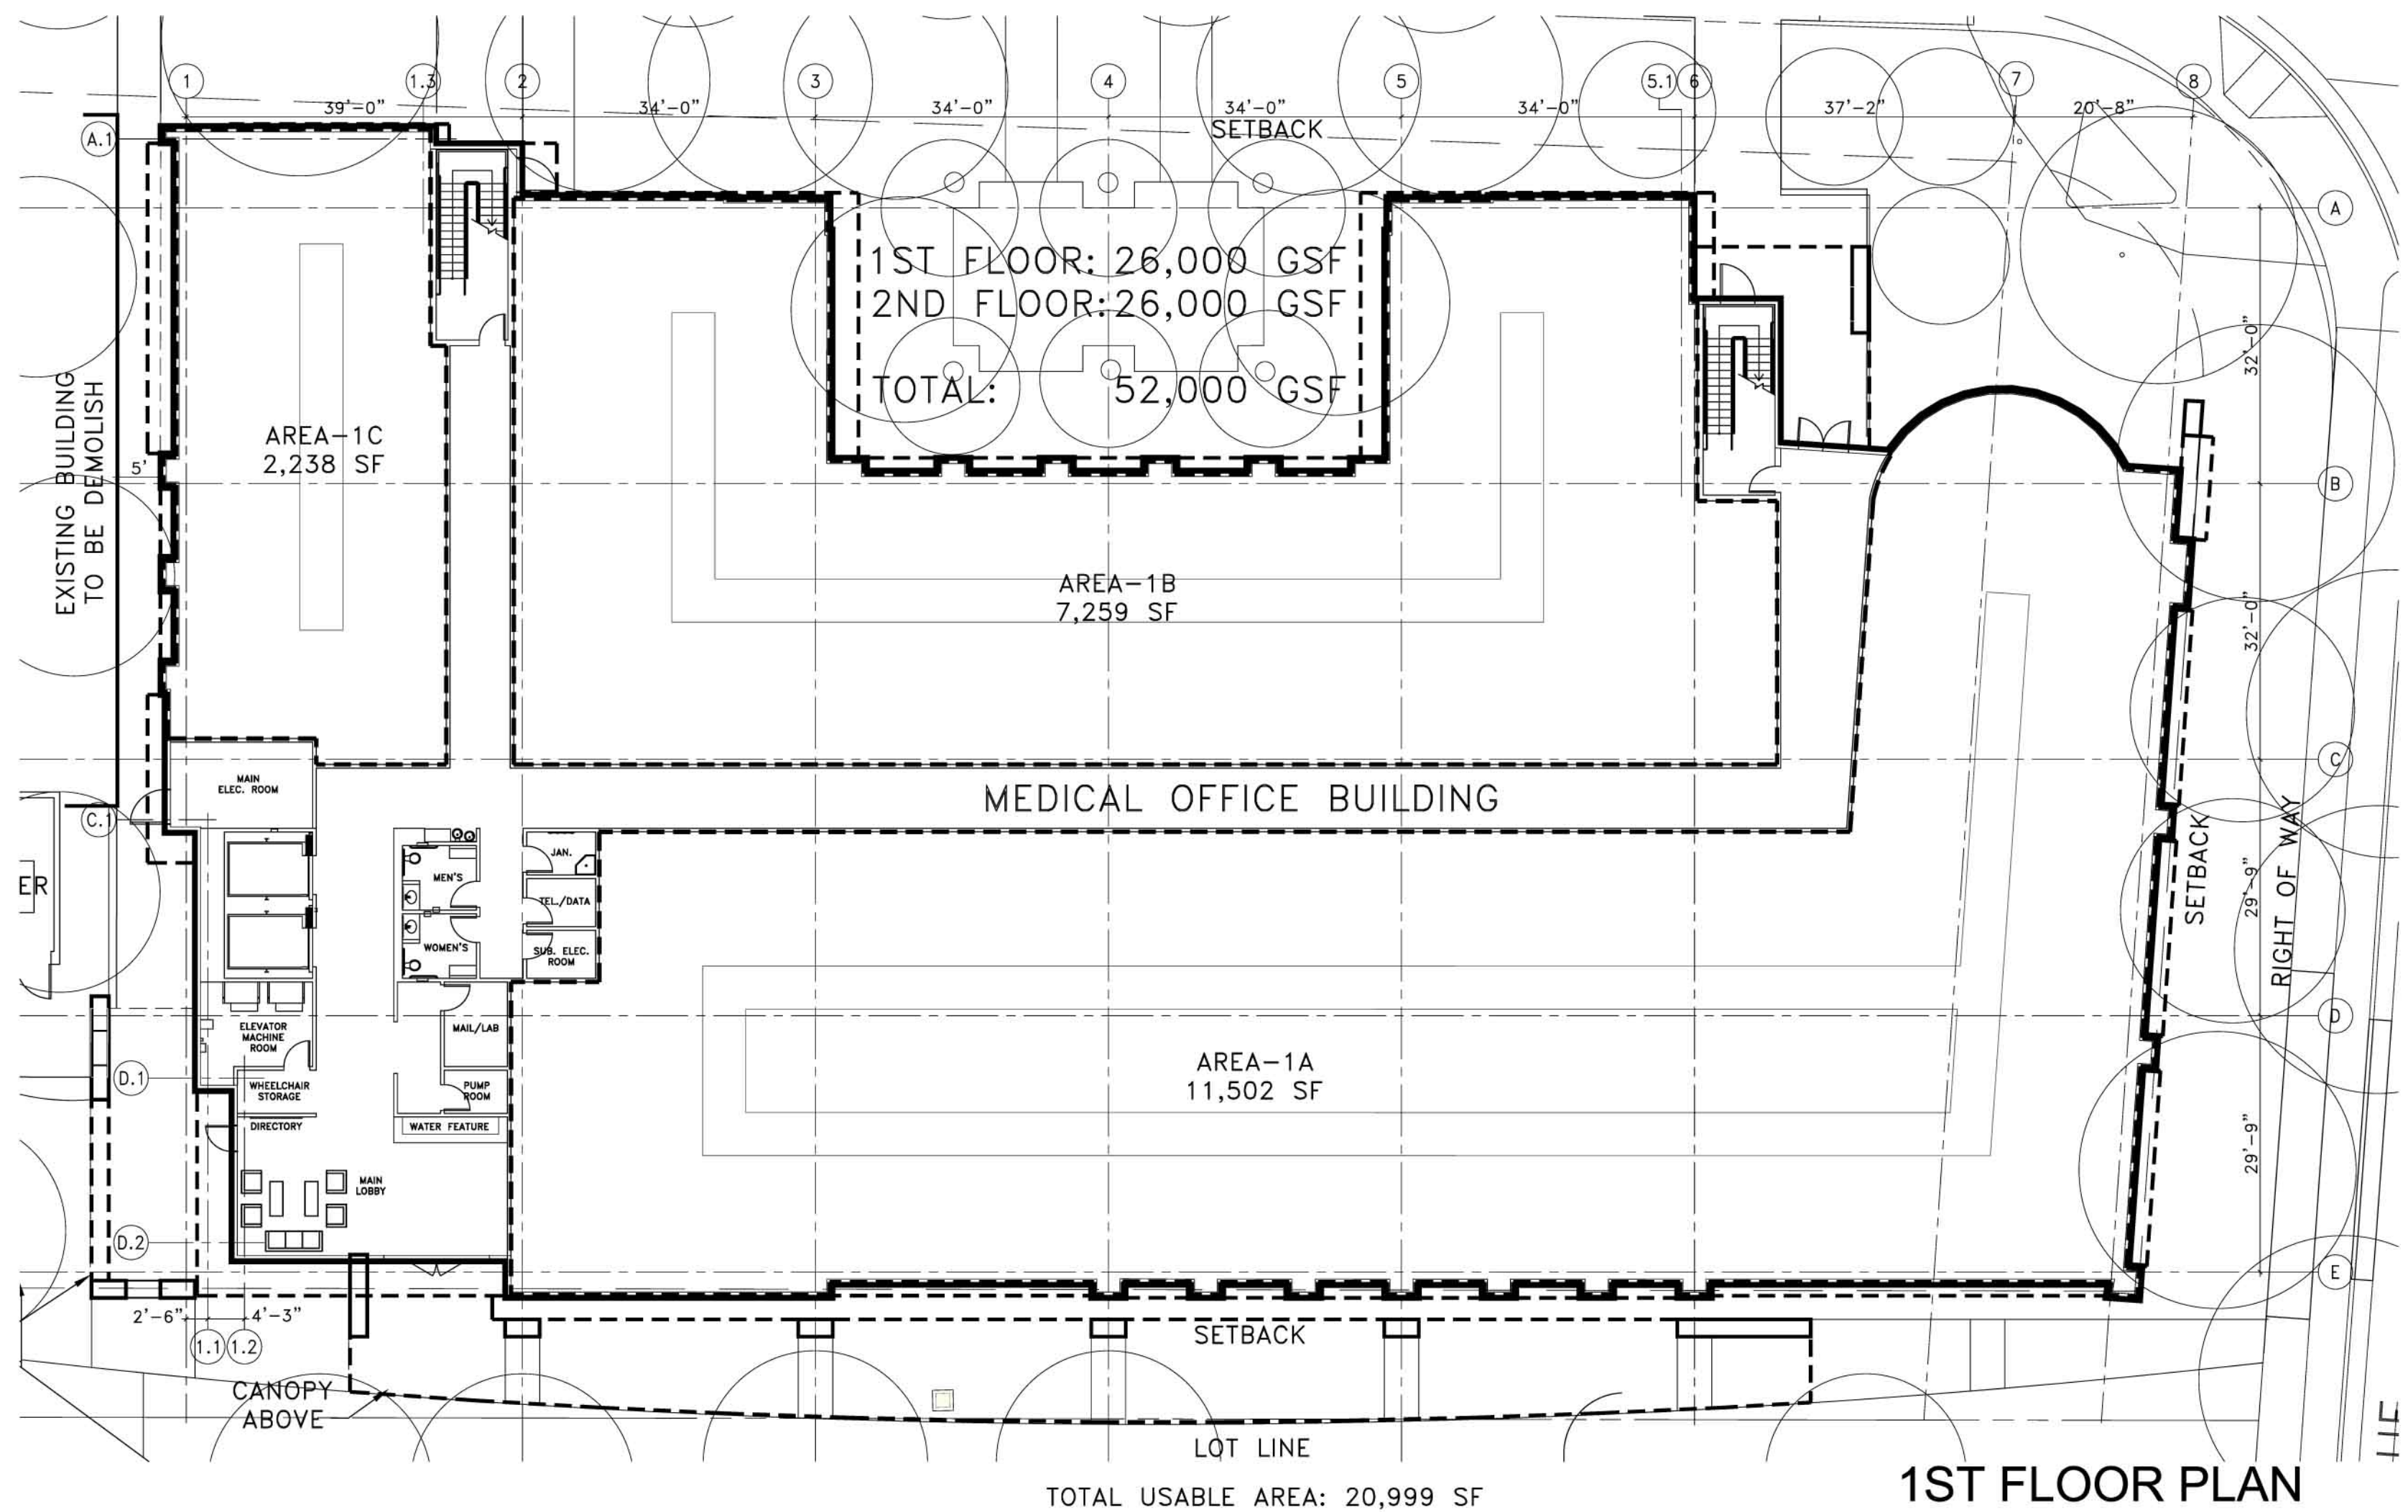 1 1.3 2 3 4 5 5.1 6 7 8
39'-0" 34'-0" 34'-0" 34'-0" 34'-0" 37'-2" 20'-8"
SETBACK
A.1
A
1ST FLOOR: 26,000 GSF
2ND FLOOR: 26,000 GSF
TOTAL: 52,000 GSF
32'-0"
EXISTING BUILDING
TO BE DEMOLISH
5'
AREA-1C
2,238 SF
B
AREA-1B
7,259 SF
32'-0"
MAIN
ELEC. ROOM
C
MEDICAL OFFICE BUILDING
C.1
ER
JAN.
MEN'S
TEL./DATA
WOMEN'S
SUB. ELEC.
ROOM
SETBACK
29'-9"
RIGHT OF WAY
D
ELEVATOR
MACHINE
ROOM
MAIL/LAB
AREA-1A
11,502 SF
D.1
WHEELCHAIR
STORAGE
PUMP
ROOM
DIRECTORY
WATER FEATURE
29'-9"
MAIN
LOBBY
D.2
E
2'-6" 4'-3"
1.1 1.2
SETBACK
CANOPY
ABOVE
LOT LINE
TOTAL USABLE AREA: 20,999 SF
1ST FLOOR PLAN